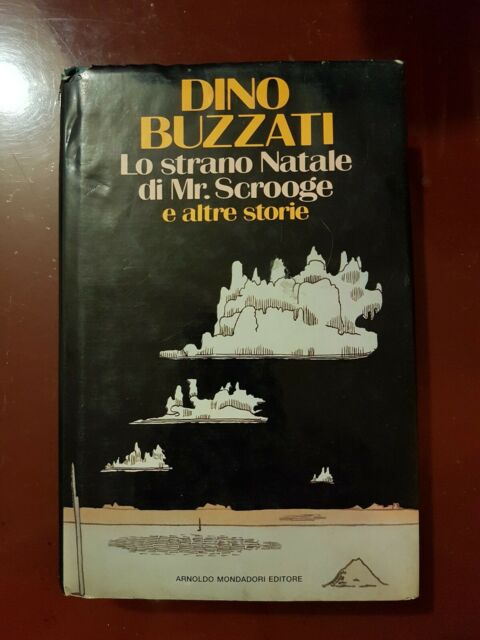 DINO
BUZZATI
Lo strano Natale
di Mr. Scrooge
e altre storie
ARNOLDO MONDADORI EDITORE